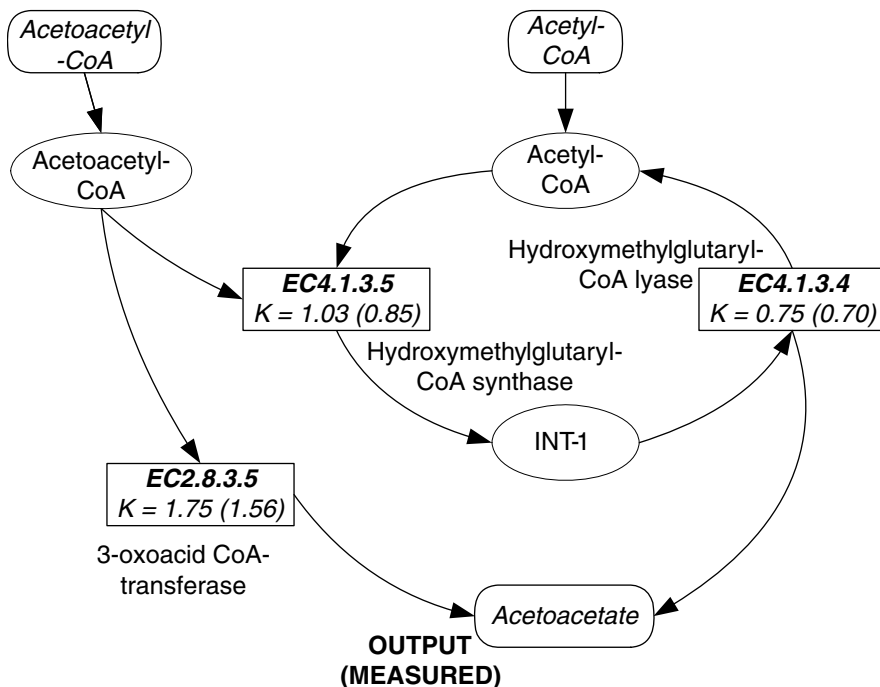 Acetoacetyl
-CoA
Acetyl-
CoA
Acetoacetyl-
CoA
Acetyl-
CoA
Hydroxymethylglutaryl-
CoA lyase
EC4.1.3.5
K = 1.03 (0.85)
EC4.1.3.4
K = 0.75 (0.70)
Hydroxymethylglutaryl-
CoA synthase
INT-1
EC2.8.3.5
K = 1.75 (1.56)
3-oxoacid CoA-
transferase
Acetoacetate
OUTPUT
(MEASURED)